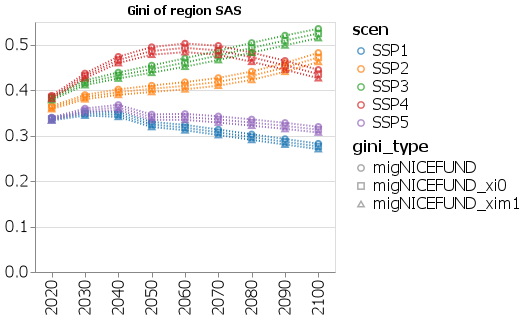 Gini of region SAS
0.5
0.4
0.3
0.2
0.1
0.0
2020
2030
2040
2050
2060
2070
2080
2090
2100
scen
SSP1
SSP2
SSP3
SSP4
SSP5
gini_type
migNICEFUND
migNICEFUND_xi0
migNICEFUND_xim1